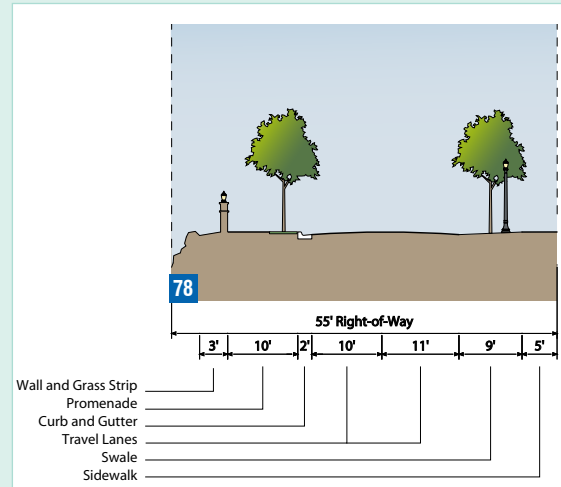 78
55' Right-of-Way
3' 10' 2' 10' 11' 9' 5'
Wall and Grass Strip
Promenade
Curb and Gutter
Travel Lanes
Swale
Sidewalk